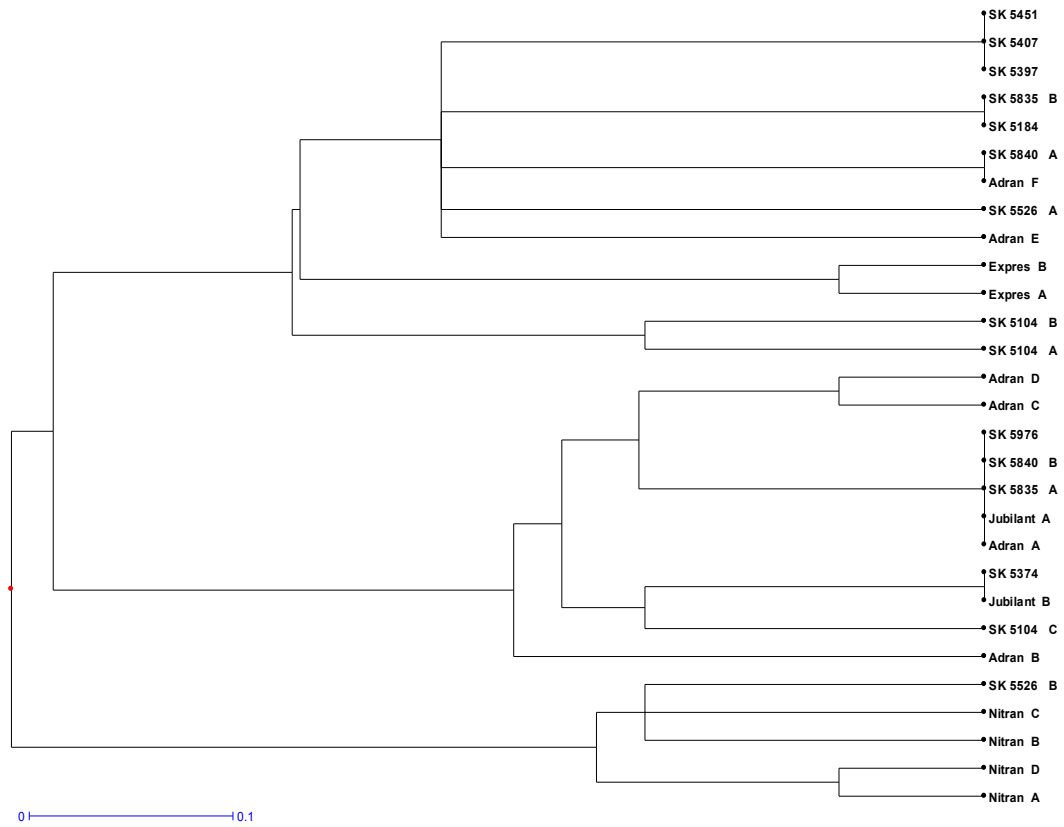 SK 5451
SK 5407
SK 5397
SK 5835 B
SK 5184
SK 5840 A
Adran F
SK 5526 A
Adran E
Expres B
Expres A
SK 5104 B
SK 5104 A
Adran D
Adran C
SK 5976
SK 5840 B
SK 5835 A
Jubilant A
Adran A
SK 5374
Jubilant B
SK 5104 C
Adran B
SK 5526 B
Nitran C
Nitran B
Nitran D
Nitran A
0 0.1